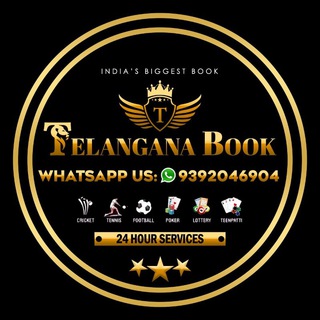 INDIA'S BIGGEST BOOK
T
TELANGANA BOOK
WHATSAPP US: 9392046904
CRICKET TENNIS FOOTBALL POKER LOTTERY TEENPATTI
24 HOUR SERVICES